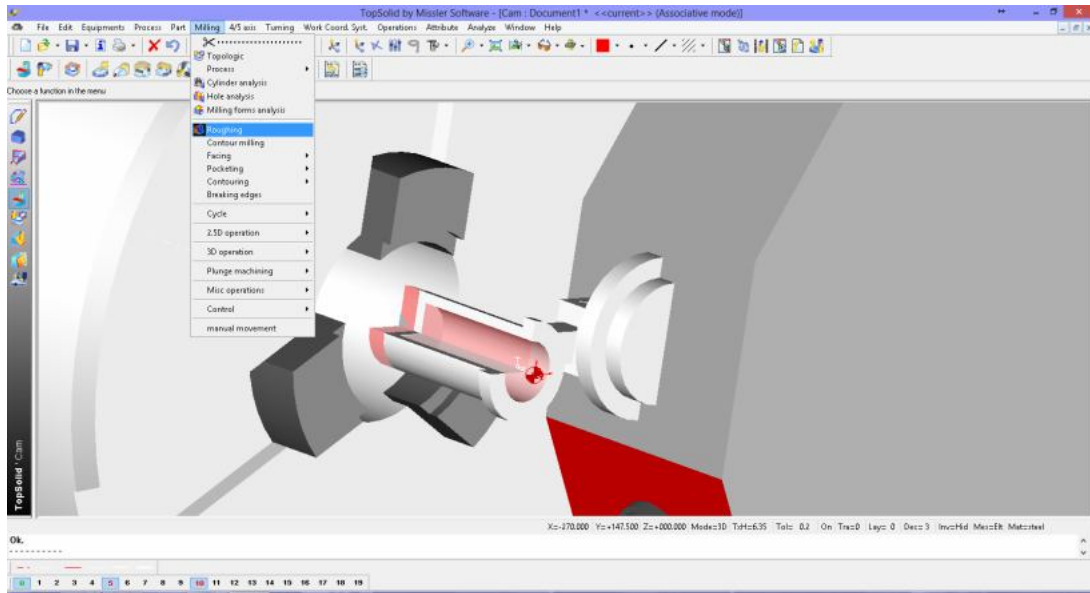 TopSolid by Missler Software - [Cam : Document1 * <<current>> (Associative mode)]
File Edit Equipments Process Part Milling 4/5 axis Turning Work Coord. Syst. Operations Attribute Analyze Window Help
Choose a function in the menu
Topologic
Process
Cylinder analysis
Hole analysis
Milling forms analysis
Roughing
Contour milling
Facing
Pocketing
Contouring
Breaking edges
Cycle
2.5D operation
3D operation
Plunge machining
Misc operations
Control
manual movement
TopSolid'Cam
X=-270.000 Y=+147.500 Z=+000.000 Mode=3D TxH=6.35 Tol= 0.2 On Tra=0 Lay= 0 Dec= 3 Inv=Hid Mes=Elt Mat=steel
Ok.
0 1 2 3 4 5 6 7 8 9 10 11 12 13 14 15 16 17 18 19